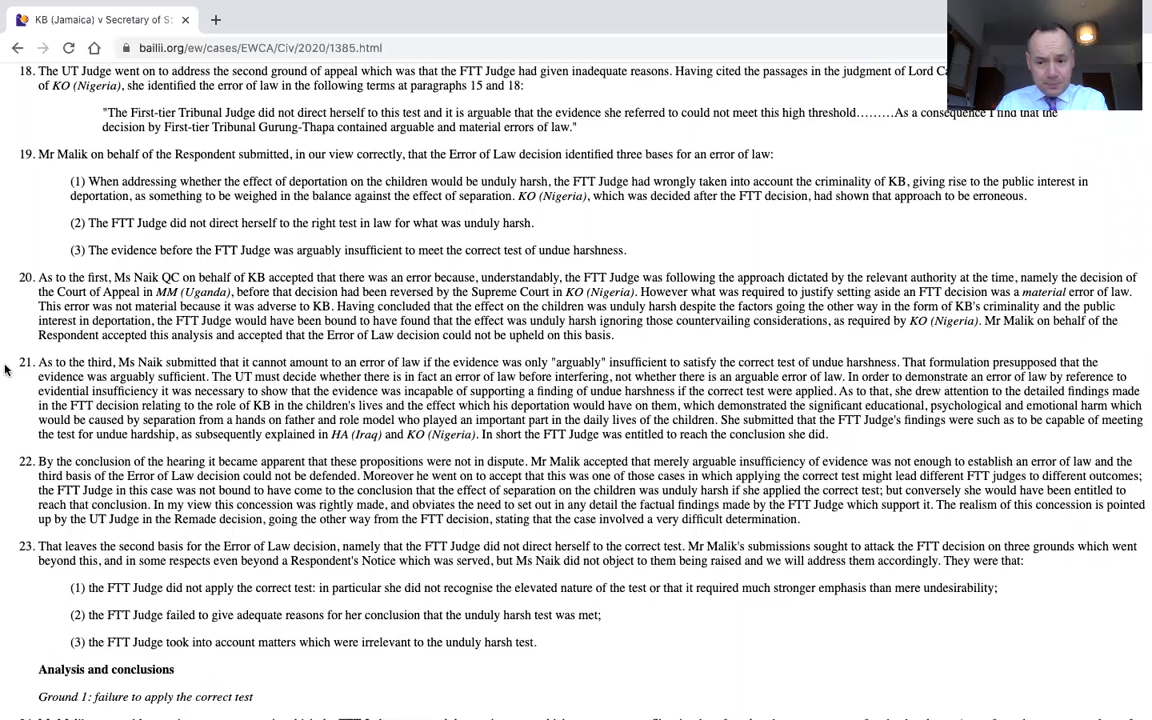 KB (Jamaica) v Secretary of S
bailii.org/ew/cases/EWCA/Civ/2020/1385.html
18. The UT Judge went on to address the second ground of appeal which was that the FTT Judge had given inadequate reasons. Having cited the passages in the judgment of Lord
of KO (Nigeria), she identified the error of law in the following terms at paragraphs 15 and 18:
"The First-tier Tribunal Judge did not direct herself to this test and it is arguable that the evidence she referred to could not meet this high threshold………As a consequence I find that the
decision by First-tier Tribunal Gurung-Thapa contained arguable and material errors of law."
19. Mr Malik on behalf of the Respondent submitted, in our view correctly, that the Error of Law decision identified three bases for an error of law:
(1) When addressing whether the effect of deportation on the children would be unduly harsh, the FTT Judge had wrongly taken into account the criminality of KB, giving rise to the public interest in
deportation, as something to be weighed in the balance against the effect of separation. KO (Nigeria), which was decided after the FTT decision, had shown that approach to be erroneous.
(2) The FTT Judge did not direct herself to the right test in law for what was unduly harsh.
(3) The evidence before the FTT Judge was arguably insufficient to meet the correct test of undue harshness.
20. As to the first, Ms Naik QC on behalf of KB accepted that there was an error because, understandably, the FTT Judge was following the approach dictated by the relevant authority at the time, namely the decision of
the Court of Appeal in MM (Uganda), before that decision had been reversed by the Supreme Court in KO (Nigeria). However what was required to justify setting aside an FTT decision was a material error of law.
This error was not material because it was adverse to KB. Having concluded that the effect on the children was unduly harsh despite the factors going the other way in the form of KB's criminality and the public
interest in deportation, the FTT Judge would have been bound to have found that the effect was unduly harsh ignoring those countervailing considerations, as required by KO (Nigeria). Mr Malik on behalf of the
Respondent accepted this analysis and accepted that the Error of Law decision could not be upheld on this basis.
21. As to the third, Ms Naik submitted that it cannot amount to an error of law if the evidence was only "arguably" insufficient to satisfy the correct test of undue harshness. That formulation presupposed that the
evidence was arguably sufficient. The UT must decide whether there is in fact an error of law before interfering, not whether there is an arguable error of law. In order to demonstrate an error of law by reference to
evidential insufficiency it was necessary to show that the evidence was incapable of supporting a finding of undue harshness if the correct test were applied. As to that, she drew attention to the detailed findings made
in the FTT decision relating to the role of KB in the children's lives and the effect which his deportation would have on them, which demonstrated the significant educational, psychological and emotional harm which
would be caused by separation from a hands on father and role model who played an important part in the daily lives of the children. She submitted that the FTT Judge's findings were such as to be capable of meeting
the test for undue hardship, as subsequently explained in HA (Iraq) and KO (Nigeria). In short the FTT Judge was entitled to reach the conclusion she did.
22. By the conclusion of the hearing it became apparent that these propositions were not in dispute. Mr Malik accepted that merely arguable insufficiency of evidence was not enough to establish an error of law and the
third basis of the Error of Law decision could not be defended. Moreover he went on to accept that this was one of those cases in which applying the correct test might lead different FTT judges to different outcomes;
the FTT Judge in this case was not bound to have come to the conclusion that the effect of separation on the children was unduly harsh if she applied the correct test; but conversely she would have been entitled to
reach that conclusion. In my view this concession was rightly made, and obviates the need to set out in any detail the factual findings made by the FTT Judge which support it. The realism of this concession is pointed
up by the UT Judge in the Remade decision, going the other way from the FTT decision, stating that the case involved a very difficult determination.
23. That leaves the second basis for the Error of Law decision, namely that the FTT Judge did not direct herself to the correct test. Mr Malik's submissions sought to attack the FTT decision on three grounds which went
beyond this, and in some respects even beyond a Respondent's Notice which was served, but Ms Naik did not object to them being raised and we will address them accordingly. They were that:
(1) the FTT Judge did not apply the correct test: in particular she did not recognise the elevated nature of the test or that it required much stronger emphasis than mere undesirability;
(2) the FTT Judge failed to give adequate reasons for her conclusion that the unduly harsh test was met;
(3) the FTT Judge took into account matters which were irrelevant to the unduly harsh test.
Analysis and conclusions
Ground 1: failure to apply the correct test